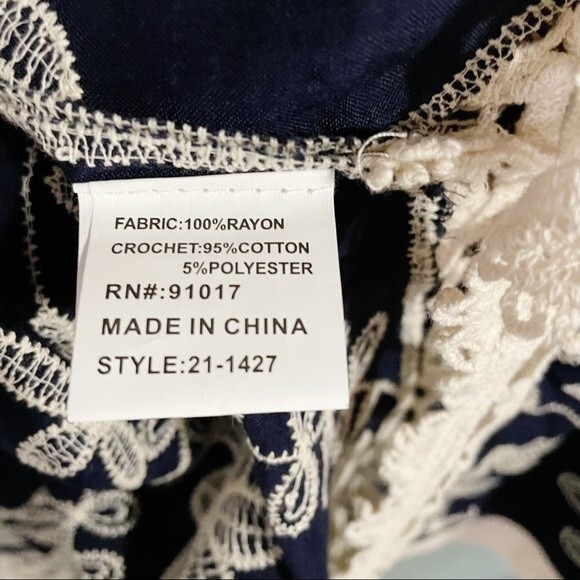 FABRIC:100%RAYON
CROCHET:95%COTTON
5%POLYESTER
RN#:91017
MADE IN CHINA
STYLE:21-1427